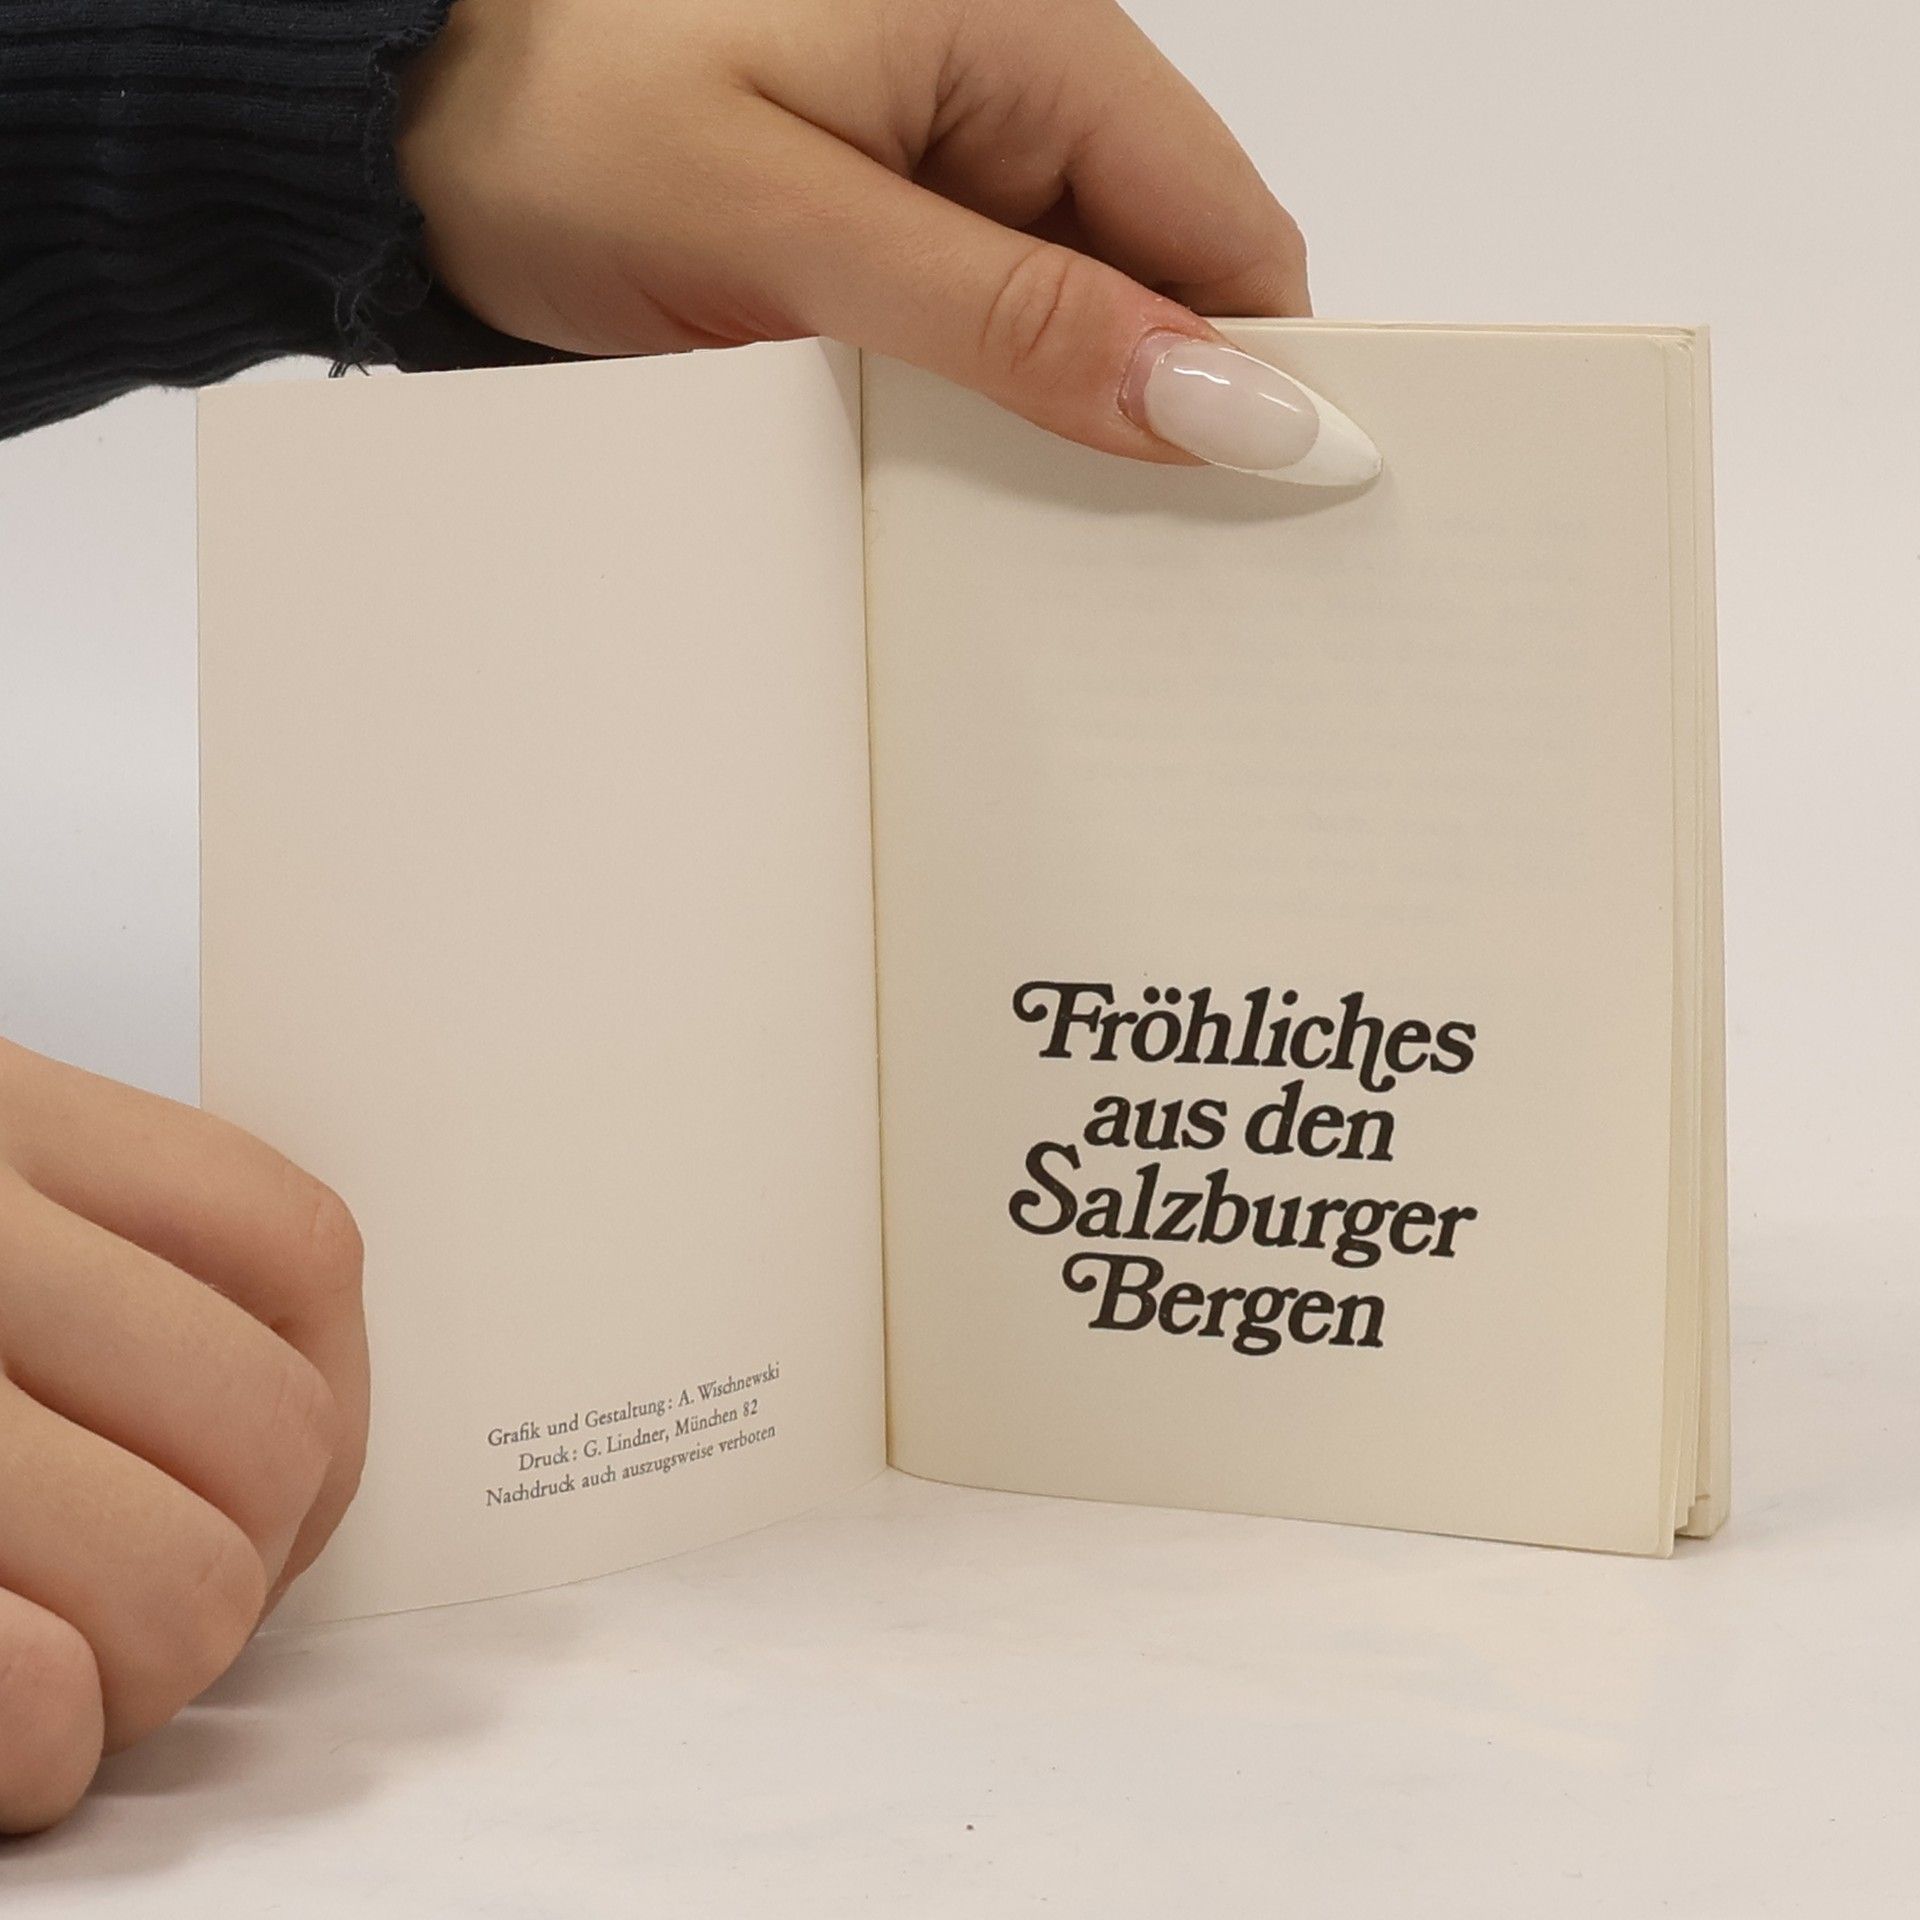 Grafik und Gestaltung: A. Wischnewski
Druck: G. Lindner, München 82
Nachdruck auch auszugsweise verboten
Fröhliches
aus den
Salzburger
Bergen